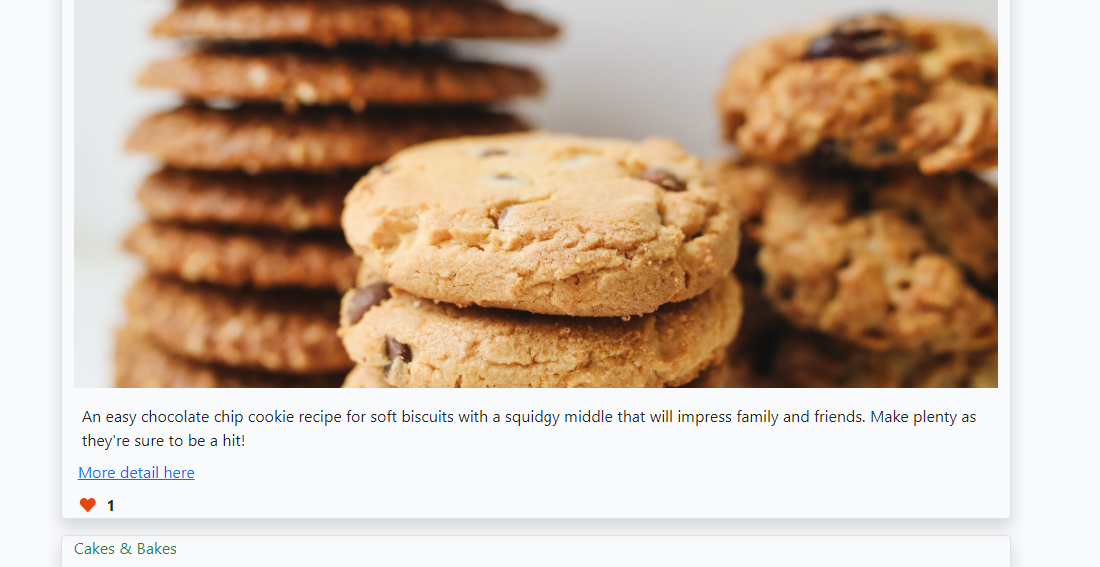 An easy chocolate chip cookie recipe for soft biscuits with a squidgy middle that will impress family and friends. Make plenty as
they're sure to be a hit!
More detail here
1
Cakes & Bakes